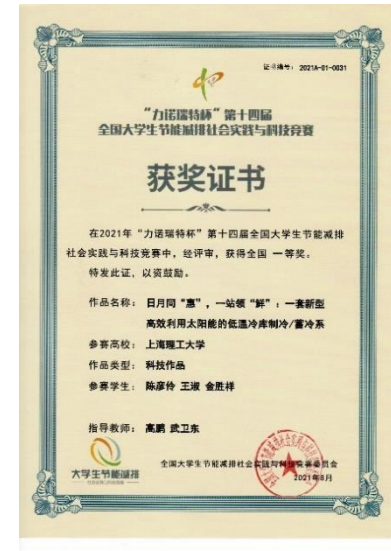 证书编号：2021A-01-0031
“力诺瑞特杯”第十四届
全国大学生节能减排社会实践与科技竞赛
获奖证书
在2021年“力诺瑞特杯”第十四届全国大学生节能减排
社会实践与科技竞赛中，经评审，获得全国 一等奖。
特发此证，以资鼓励。
作品名称：日月同“惠”，一站领“鲜”：一套新型
高效利用太阳能的低温冷库制冷/蓄冷系
参赛高校：上海理工大学
作品类型：科技作品
参赛学生：陈彦伶 王淑 金胜祥
指导教师：高鹏 武卫东
大学生节能减排
全国大学生节能减排社会实践与科技竞赛委员会
2021年8月